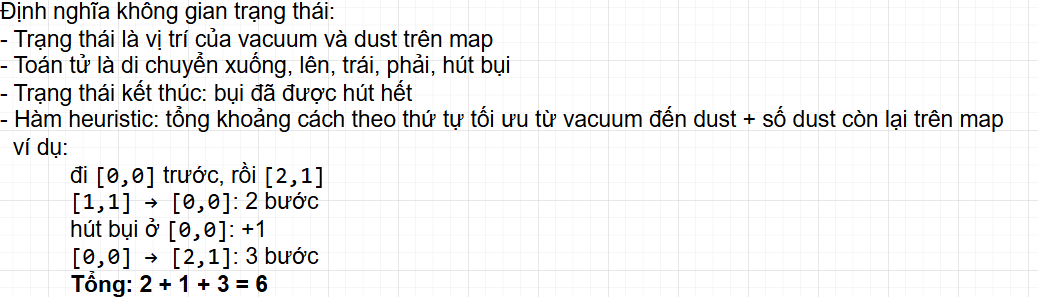 Định nghĩa không gian trạng thái:
- Trạng thái là vị trí của vacuum và dust trên map
- Toán tử là di chuyển xuống, lên, trái, phải, hút bụi
- Trạng thái kết thúc: bụi đã được hút hết
- Hàm heuristic: tổng khoảng cách theo thứ tự tối ưu từ vacuum đến dust + số dust còn lại trên map
ví dụ:
đi [0,0] trước, rồi [2,1]
[1,1] → [0,0]: 2 bước
hút bụi ở [0,0]: +1
[0,0] → [2,1]: 3 bước
Tổng: 2 + 1 + 3 = 6